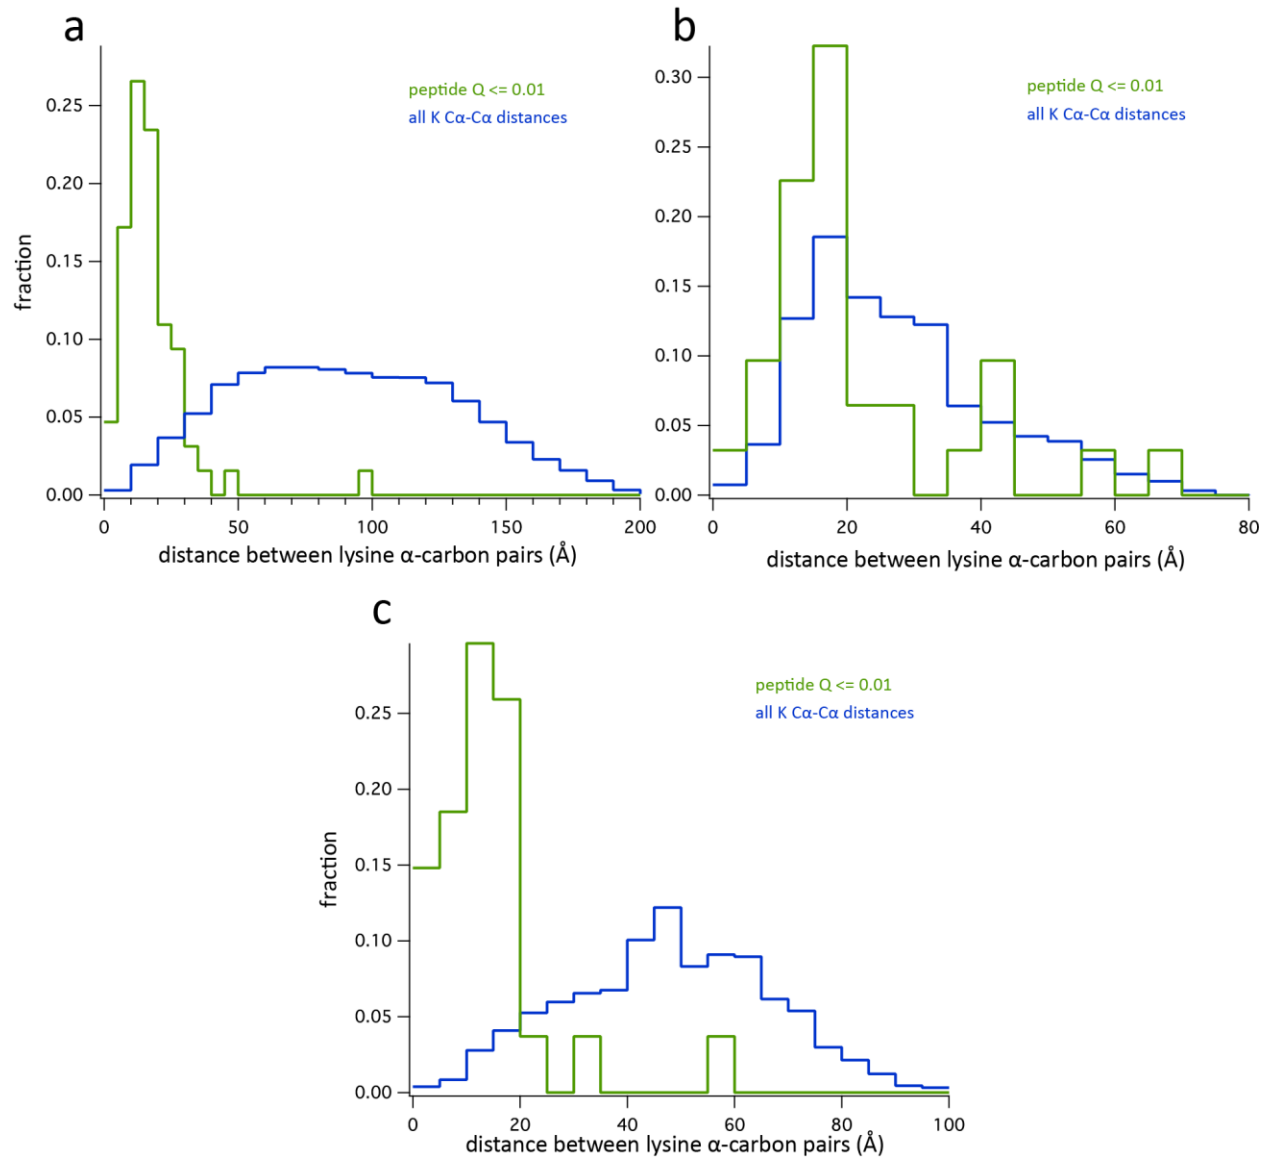 a
peptide Q <= 0.01
all K Cα-Cα distances
fraction
0.25
0.20
0.15
0.10
0.05
0.00
0 50 100 150 200
distance between lysine α-carbon pairs (Å)
b
peptide Q <= 0.01
all K Cα-Cα distances
0.30
0.25
0.20
0.15
0.10
0.05
0.00
0 20 40 60 80
distance between lysine α-carbon pairs (Å)
c
peptide Q <= 0.01
all K Cα-Cα distances
fraction
0.25
0.20
0.15
0.10
0.05
0.00
0 20 40 60 80 100
distance between lysine α-carbon pairs (Å)